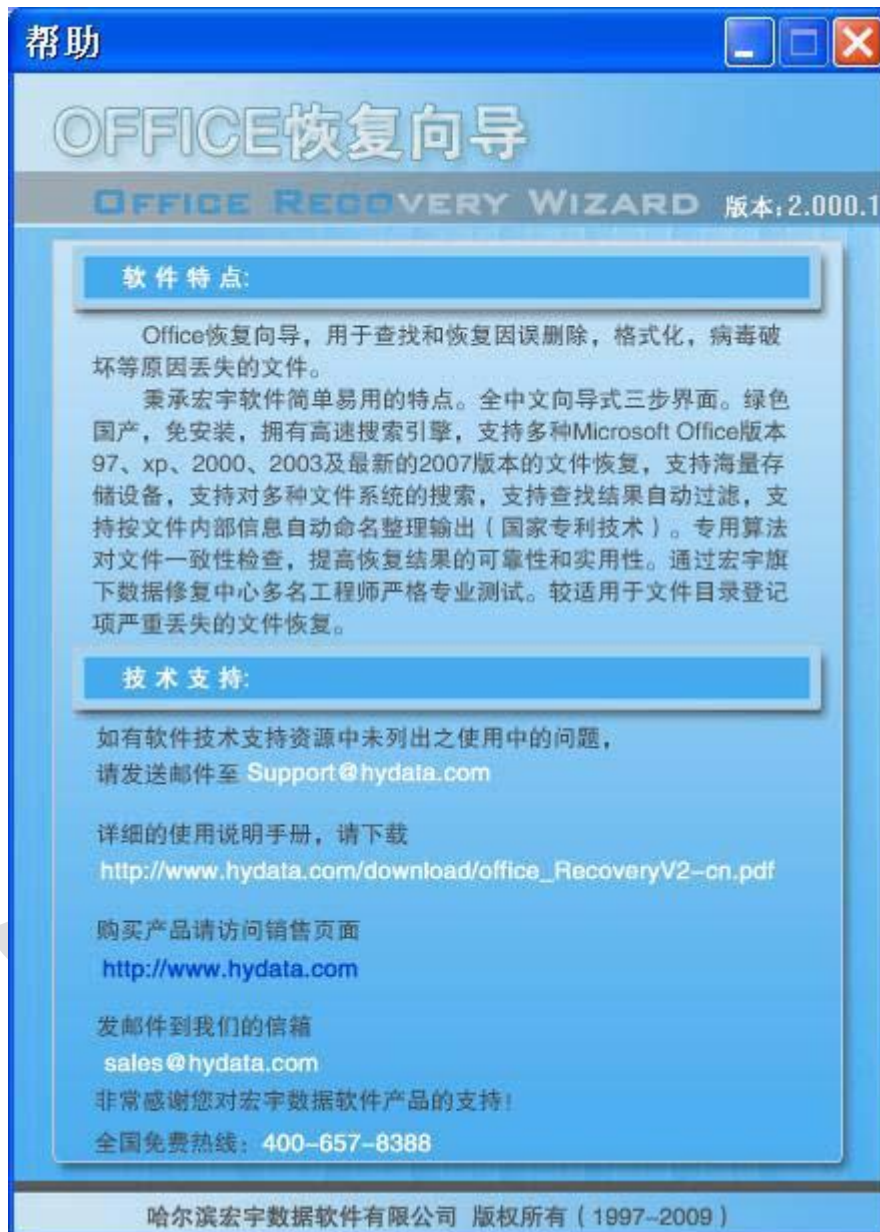 帮助
OFFICE恢复向导
OFFICE RECOVERY WIZARD 版本:2.000.1
软件特点:
Office恢复向导，用于查找和恢复因误删除，格式化，病毒破
坏等原因丢失的文件。
秉承宏宇软件简单易用的特点。全中文向导式三步界面。绿色
国产，免安装，拥有高速搜索引擎，支持多种Microsoft Office版本
97、xp、2000、2003及最新的2007版本的文件恢复，支持海量存
储设备，支持对多种文件系统的搜索，支持查找结果自动过滤，支
持按文件内部信息自动命名整理输出（国家专利技术）。专用算法
对文件一致性检查，提高恢复结果的可靠性和实用性。通过宏宇旗
下数据修复中心多名工程师严格专业测试。较适用于文件目录登记
项严重丢失的文件恢复。
技术支持:
如有软件技术支持资源中未列出之使用中的问题，
请发送邮件至 Support@hydata.com
详细的使用说明手册，请下载
http://www.hydata.com/download/office_RecoveryV2-cn.pdf
购买产品请访问销售页面
http://www.hydata.com
发邮件到我们的信箱
sales@hydata.com
非常感谢您对宏宇数据软件产品的支持！
全国免费热线：400-657-8388
哈尔滨宏宇数据软件有限公司 版权所有（1997-2009）